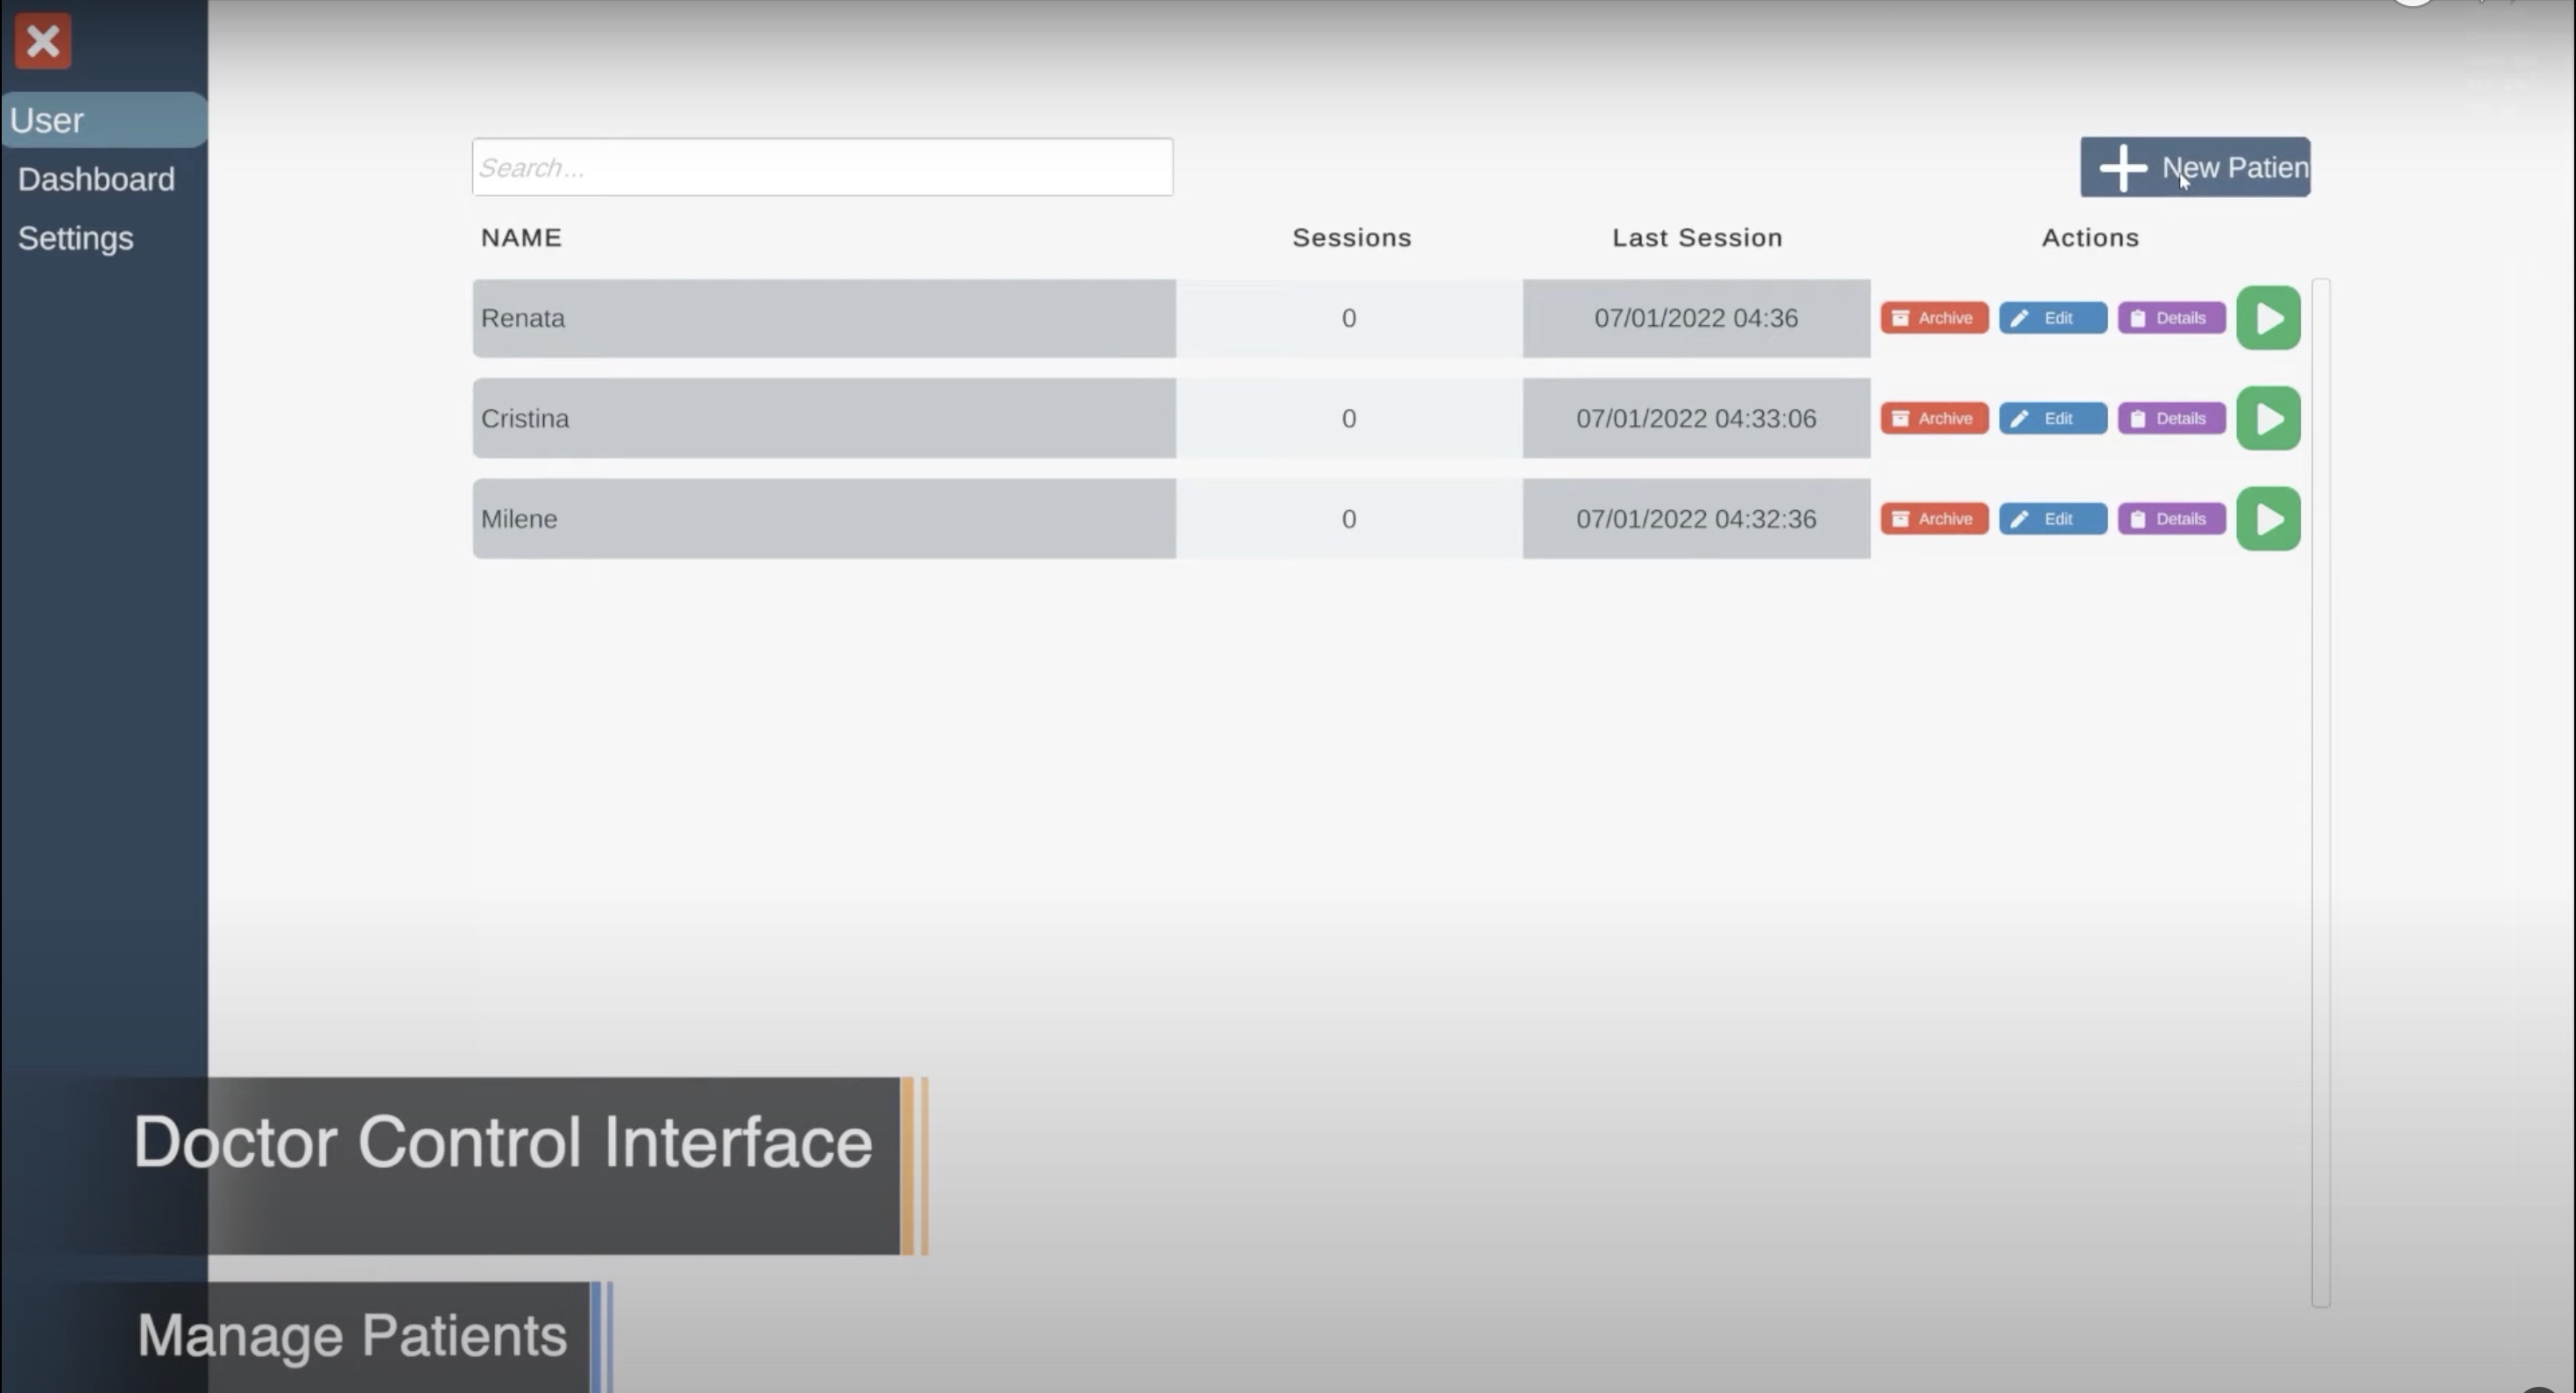 User
Dashboard
Settings
Search...
New Patien
NAME Sessions Last Session Actions
Renata 0 07/01/2022 04:36 Archive Edit Details
Cristina 0 07/01/2022 04:33:06 Archive Edit Details
Milene 0 07/01/2022 04:32:36 Archive Edit Details
Doctor Control Interface
Manage Patients